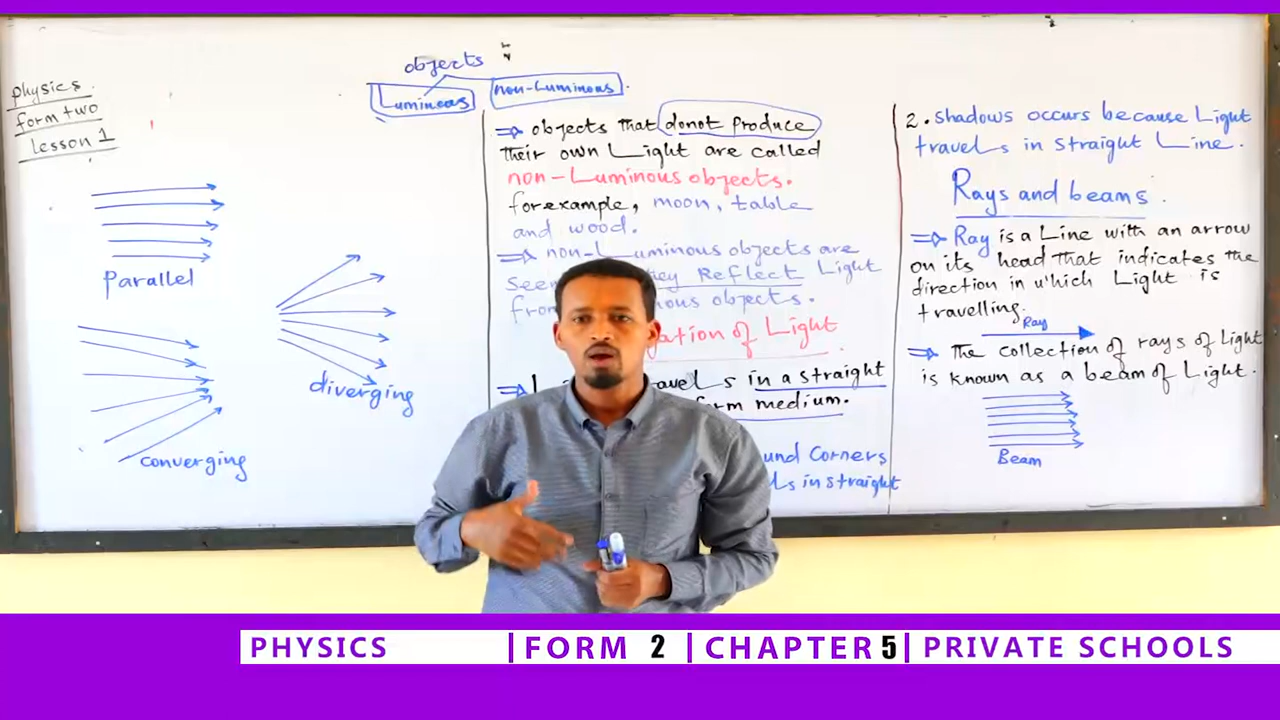 physics
form two
lesson 1
objects
Luminous
non-Luminous
Parallel
diverging
converging
⇒ objects that donot produce
their own Light are called
non-Luminous objects.
forexample, moon, table
and wood.
⇒ non-Luminous objects are
they Reflect Light
objects.
of Light
in a straight
medium.
Corners
in straight
2. shadows occurs because Light
travels in straight Line.
Rays and beams
⇒ Ray is a Line with an arrow
on its head that indicates the
direction in which Light is
travelling.
Ray
⇒ The collection of rays of Light
is known as a beam of Light.
Beam
PHYSICS | FORM 2 | CHAPTER 5 | PRIVATE SCHOOLS